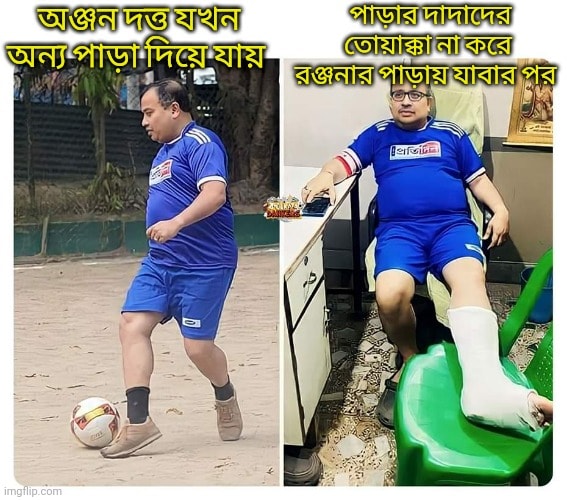 অঞ্জন দত্ত যখন
অন্য পাড়া দিয়ে যায়
পাড়ার দাদাদের
তোয়াক্কা না করে
রঞ্জনার পাড়ায় যাবার পর
প্রতিদিন
imgflip.com